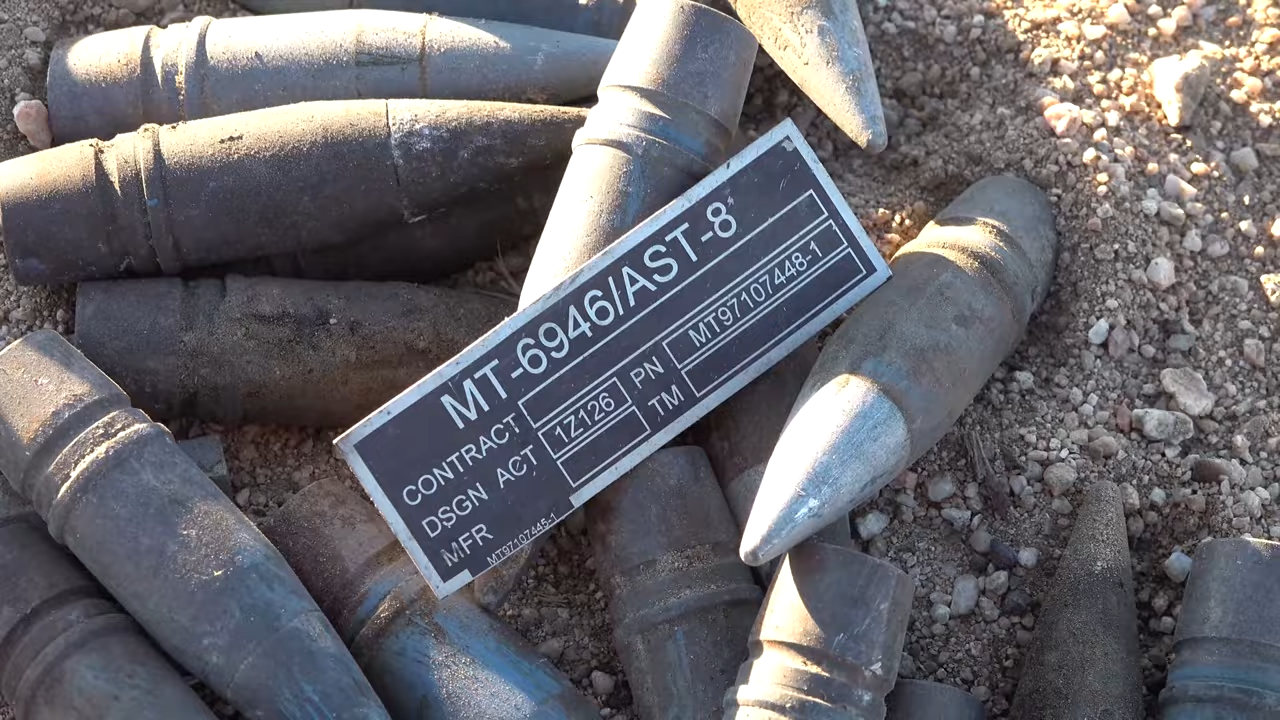 MT-6946/AST-8
CONTRACT
DSGN ACT 1Z126 PN MT97107448-1
MFR TM
MT97107445-1